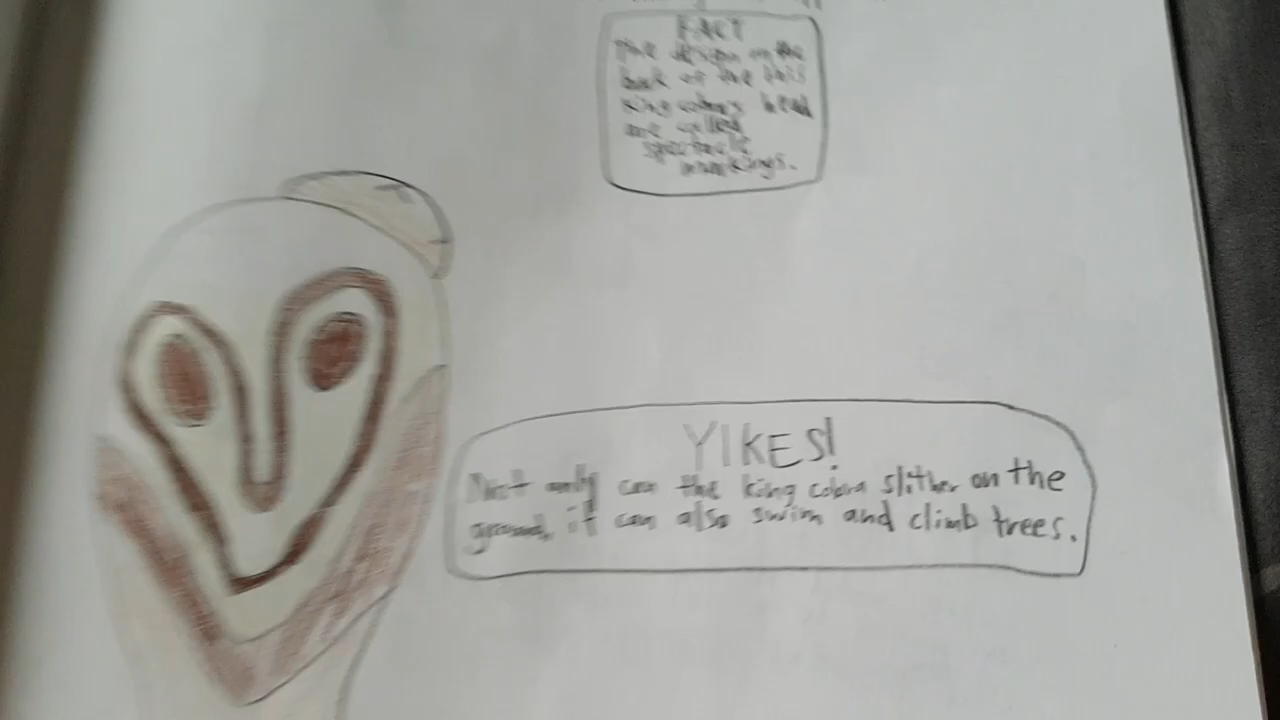 FACT
The design on the
back of the this
king cobra's head
are called
spectacle
markings.
YIKES!
Not only can the king cobra slither on the
ground, it can also swim and climb trees.